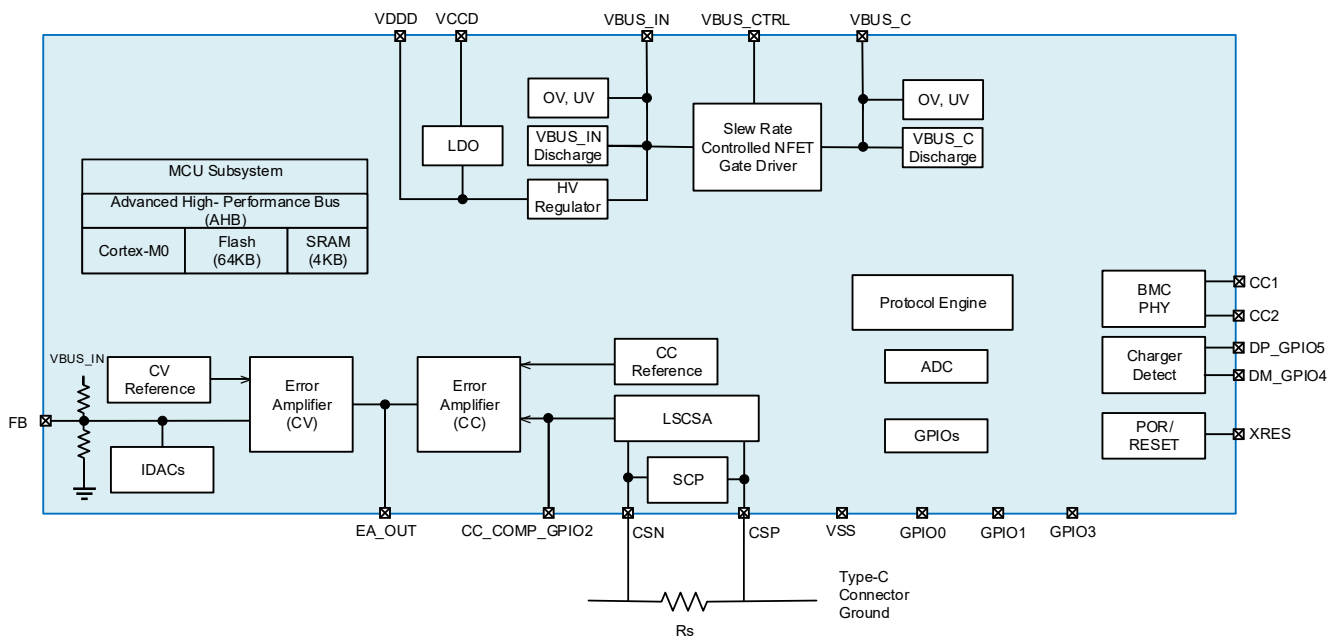 VDDD
VCCD
VBUS_IN
VBUS_CTRL
VBUS_C
OV, UV
OV, UV
LDO
VBUS_IN
Discharge
Slew Rate
Controlled NFET
Gate Driver
VBUS_C
Discharge
HV
Regulator
MCU Subsystem
Advanced High- Performance Bus
(AHB)
Cortex-M0
Flash
(64KB)
SRAM
(4KB)
Protocol Engine
BMC
PHY
CC1
CC2
VBUS_IN
CV
Reference
Error
Amplifier
(CV)
Error
Amplifier
(CC)
CC
Reference
ADC
Charger
Detect
DP_GPIO5
DM_GPIO4
FB
IDACs
LSCSA
SCP
GPIOs
POR/
RESET
XRES
EA_OUT
CC_COMP_GPIO2
CSN
CSP
VSS
GPIO0
GPIO1
GPIO3
Type-C
Connector
Ground
Rs